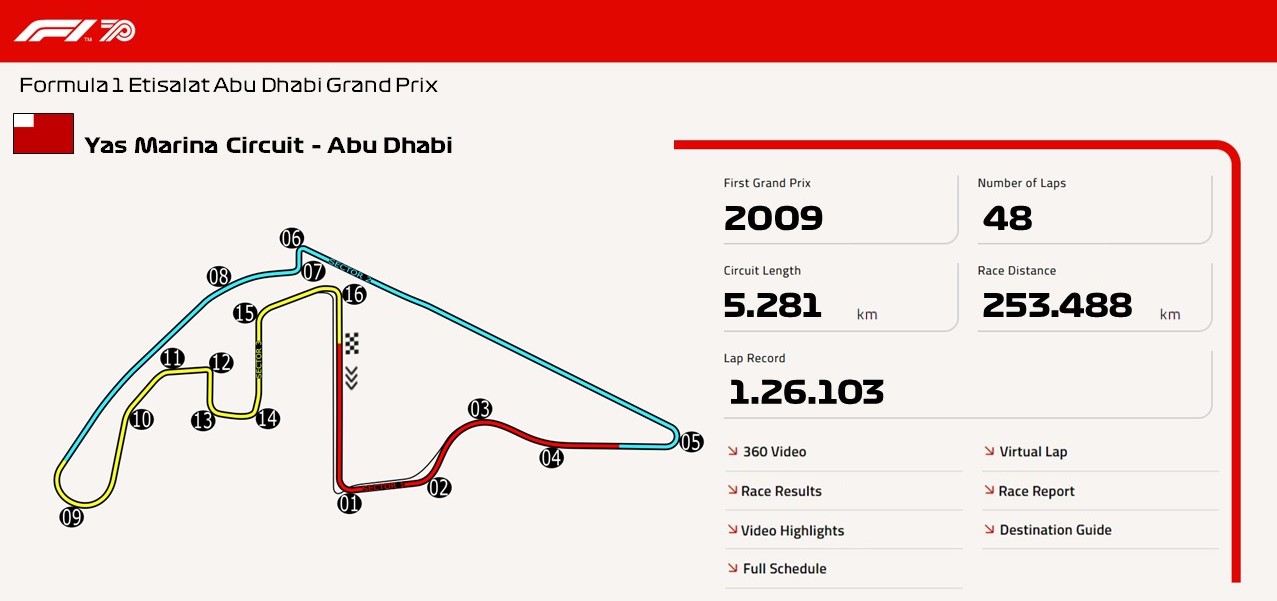 F1™ 70
Formula 1 Etisalat Abu Dhabi Grand Prix
Yas Marina Circuit - Abu Dhabi
First Grand Prix
2009
Number of Laps
48
Circuit Length
5.281 km
Race Distance
253.488 km
Lap Record
1.26.103
06
SECTOR 2
07
08
16
15
11
12
SECTOR 3
03
10
13
14
05
04
02
SECTOR 1
01
09
360 Video
Virtual Lap
Race Results
Race Report
Video Highlights
Destination Guide
Full Schedule